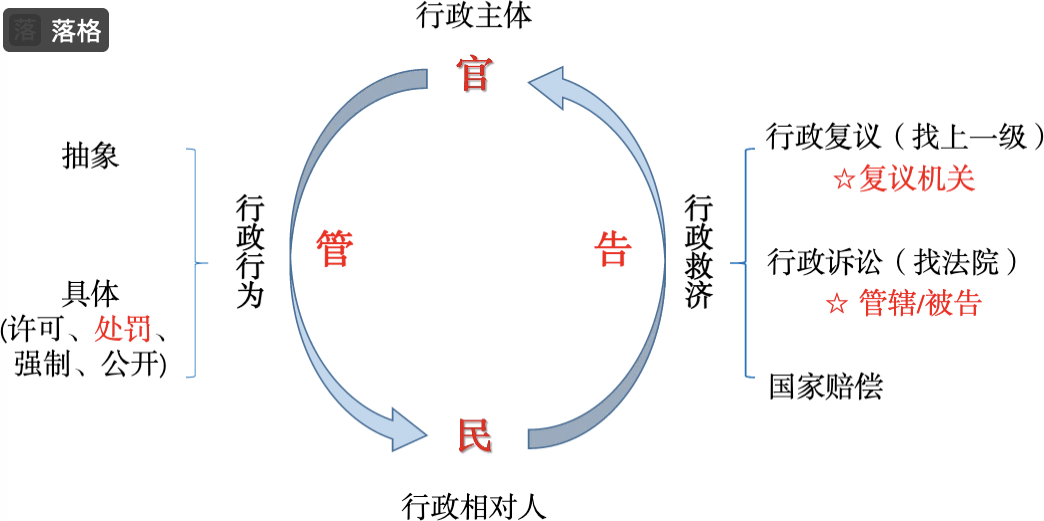 落 落格
行政主体
官
抽象
具体
(许可、处罚、
强制、公开)
行政行为
管
告
行政救济
行政复议（找上一级）
☆复议机关
行政诉讼（找法院）
☆ 管辖/被告
国家赔偿
民
行政相对人